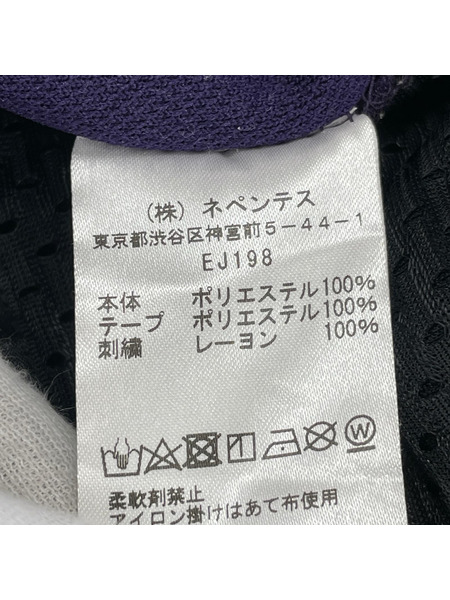 （株）ネペンテス
東京都渋谷区神宮前5-44-1
EJ198
本体 ポリエステル100%
テープ ポリエステル100%
刺繍 レーヨン 100%
W
柔軟剤禁止
アイロン掛けはあて布使用